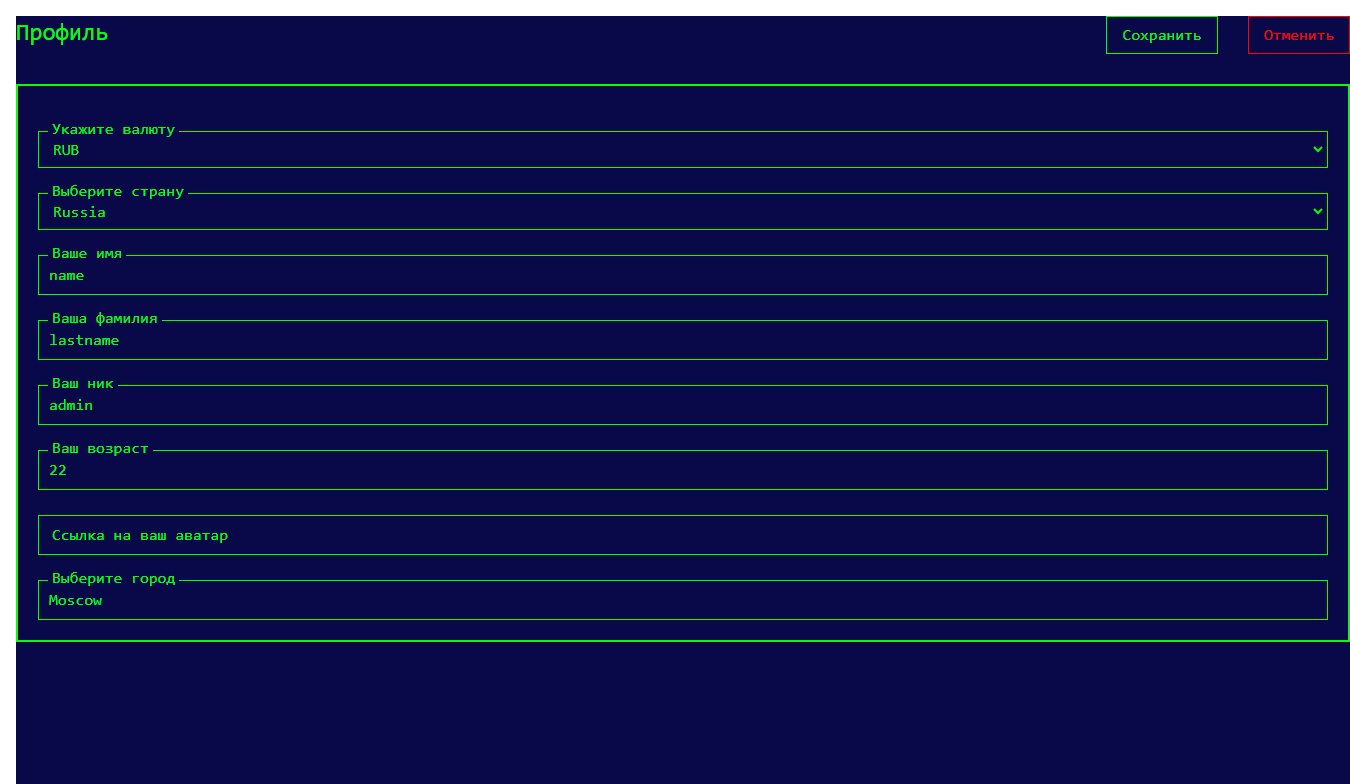 Профиль
Сохранить
Отменить
Укажите валюту
RUB
Выберите страну
Russia
Ваше имя
name
Ваша фамилия
lastname
Ваш ник
admin
Ваш возраст
22
Ссылка на ваш аватар
Выберите город
Moscow